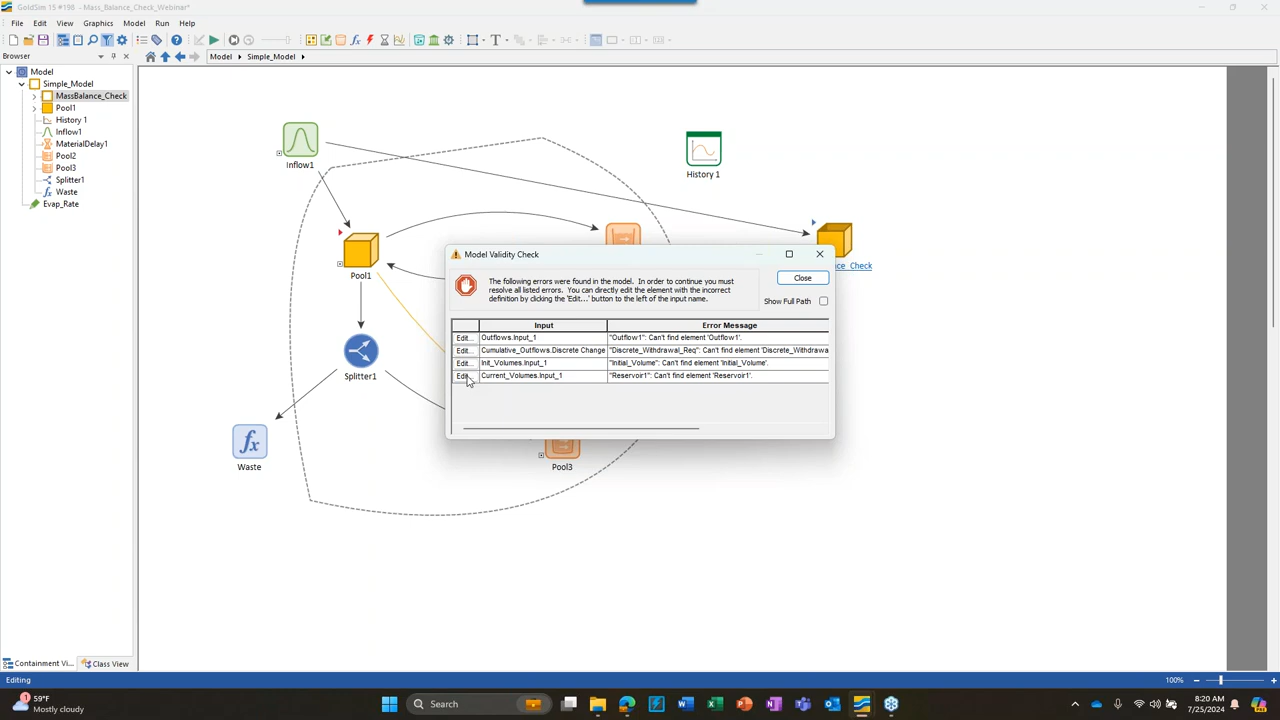 GoldSim 15 #198 - Mass_Balance_Check_Webinar*
File Edit View Graphics Model Run Help
Browser
Model Simple_Model
Model
Simple_Model
MassBalance_Check
Pool1
History 1
Inflow1
MaterialDelay1
Pool2
Pool3
Splitter1
Waste
Evap_Rate
Inflow1
History 1
Pool1
ce_Check
Splitter1
Waste
Pool3
Model Validity Check
The following errors were found in the model. In order to continue you must
resolve all listed errors. You can directly edit the element with the incorrect
definition by clicking the 'Edit...' button to the left of the input name.
Close
Show Full Path
Input Error Message
Edit... Outflows.Input_1 "Outflow1": Can't find element 'Outflow1'.
Edit... Cumulative_Outflows.Discrete Change "Discrete_Withdrawal_Req": Can't find element 'Discrete_Withdrawa
Edit... Init_Volumes.Input_1 "Initial_Volume": Can't find element 'Initial_Volume'.
Edit... Current_Volumes.Input_1 "Reservoir1": Can't find element 'Reservoir1'.
Containment Vi... Class View
Editing
100%
1
59°F
Mostly cloudy
Search
8:20 AM
7/25/2024